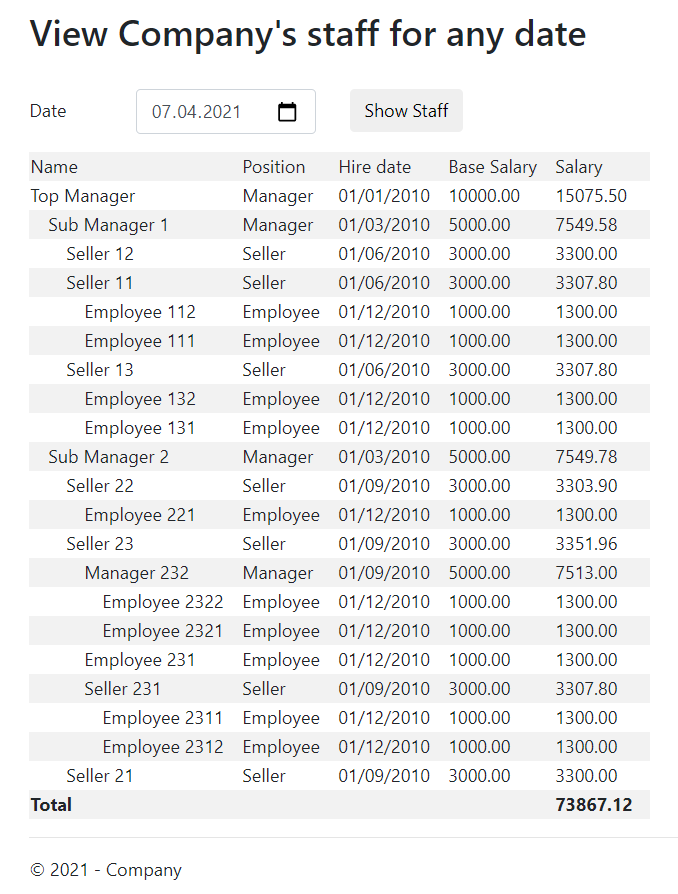 View Company's staff for any date
Date 07.04.2021 Show Staff
Name Position Hire date Base Salary Salary
Top Manager Manager 01/01/2010 10000.00 15075.50
Sub Manager 1 Manager 01/03/2010 5000.00 7549.58
Seller 12 Seller 01/06/2010 3000.00 3300.00
Seller 11 Seller 01/06/2010 3000.00 3307.80
Employee 112 Employee 01/12/2010 1000.00 1300.00
Employee 111 Employee 01/12/2010 1000.00 1300.00
Seller 13 Seller 01/06/2010 3000.00 3307.80
Employee 132 Employee 01/12/2010 1000.00 1300.00
Employee 131 Employee 01/12/2010 1000.00 1300.00
Sub Manager 2 Manager 01/03/2010 5000.00 7549.78
Seller 22 Seller 01/09/2010 3000.00 3303.90
Employee 221 Employee 01/12/2010 1000.00 1300.00
Seller 23 Seller 01/09/2010 3000.00 3351.96
Manager 232 Manager 01/09/2010 5000.00 7513.00
Employee 2322 Employee 01/12/2010 1000.00 1300.00
Employee 2321 Employee 01/12/2010 1000.00 1300.00
Employee 231 Employee 01/12/2010 1000.00 1300.00
Seller 231 Seller 01/09/2010 3000.00 3307.80
Employee 2311 Employee 01/12/2010 1000.00 1300.00
Employee 2312 Employee 01/12/2010 1000.00 1300.00
Seller 21 Seller 01/09/2010 3000.00 3300.00
Total 73867.12
© 2021 - Company